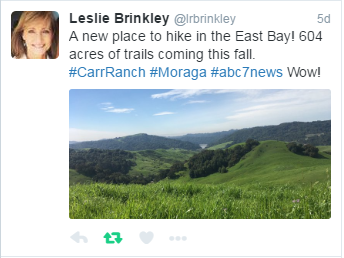 Leslie Brinkley @lrbrinkley 5d
A new place to hike in the East Bay! 604
acres of trails coming this fall.
#CarrRanch #Moraga #abc7news Wow!